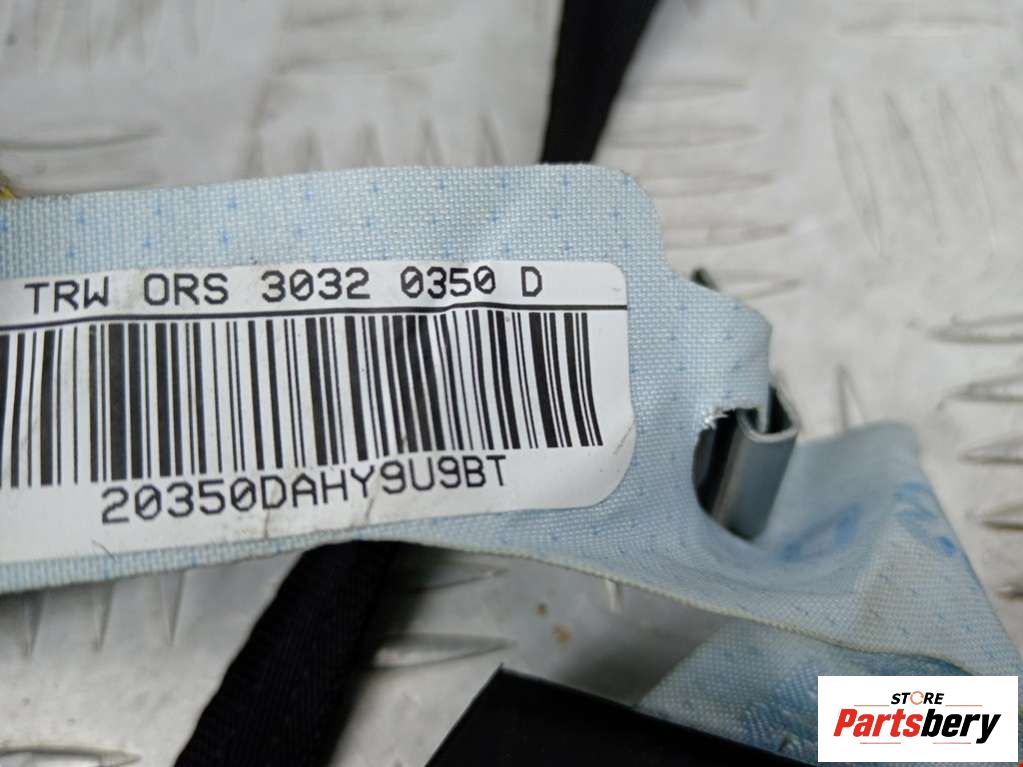 TRW ORS 3032 0350 D
20350DAHY9U9BT
STORE
Partsbery